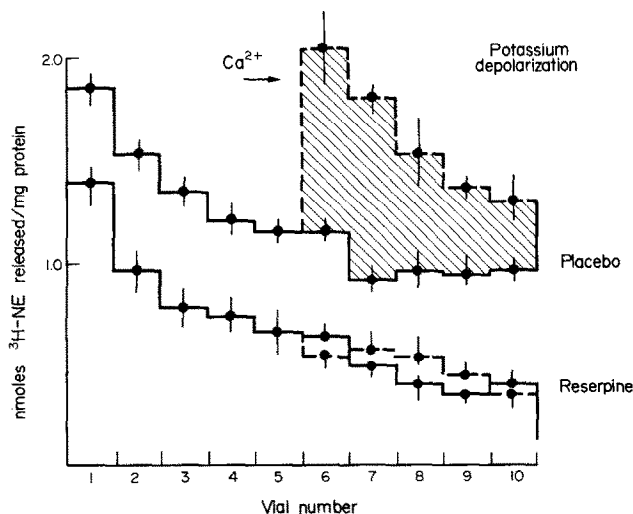 2.0
Ca2+
Potassium
depolarization
nmoles 3H-NE released/mg protein
1.0
Placebo
Reserpine
1 2 3 4 5 6 7 8 9 10
Vial number